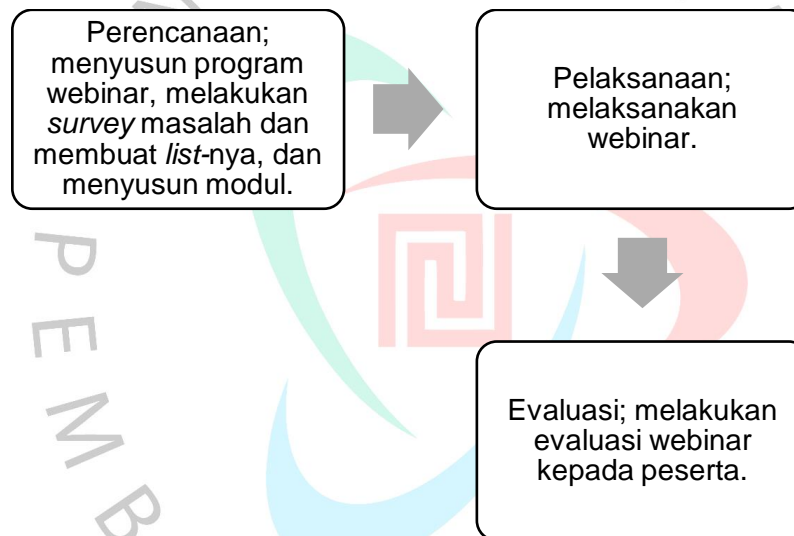 Perencanaan;
menyusun program
webinar, melakukan
survey masalah dan
membuat list-nya, dan
menyusun modul.
Pelaksanaan;
melaksanakan
webinar.
Evaluasi; melakukan
evaluasi webinar
kepada peserta.
P E M B